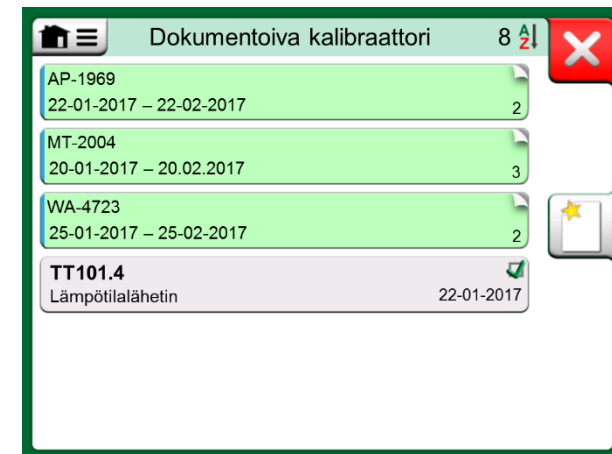 Dokumentoiva kalibraattori 8 AZ
AP-1969
22-01-2017 – 22-02-2017 2
MT-2004
20-01-2017 – 20.02.2017 3
WA-4723
25-01-2017 – 25-02-2017 2
TT101.4
Lämpötilalähetin 22-01-2017